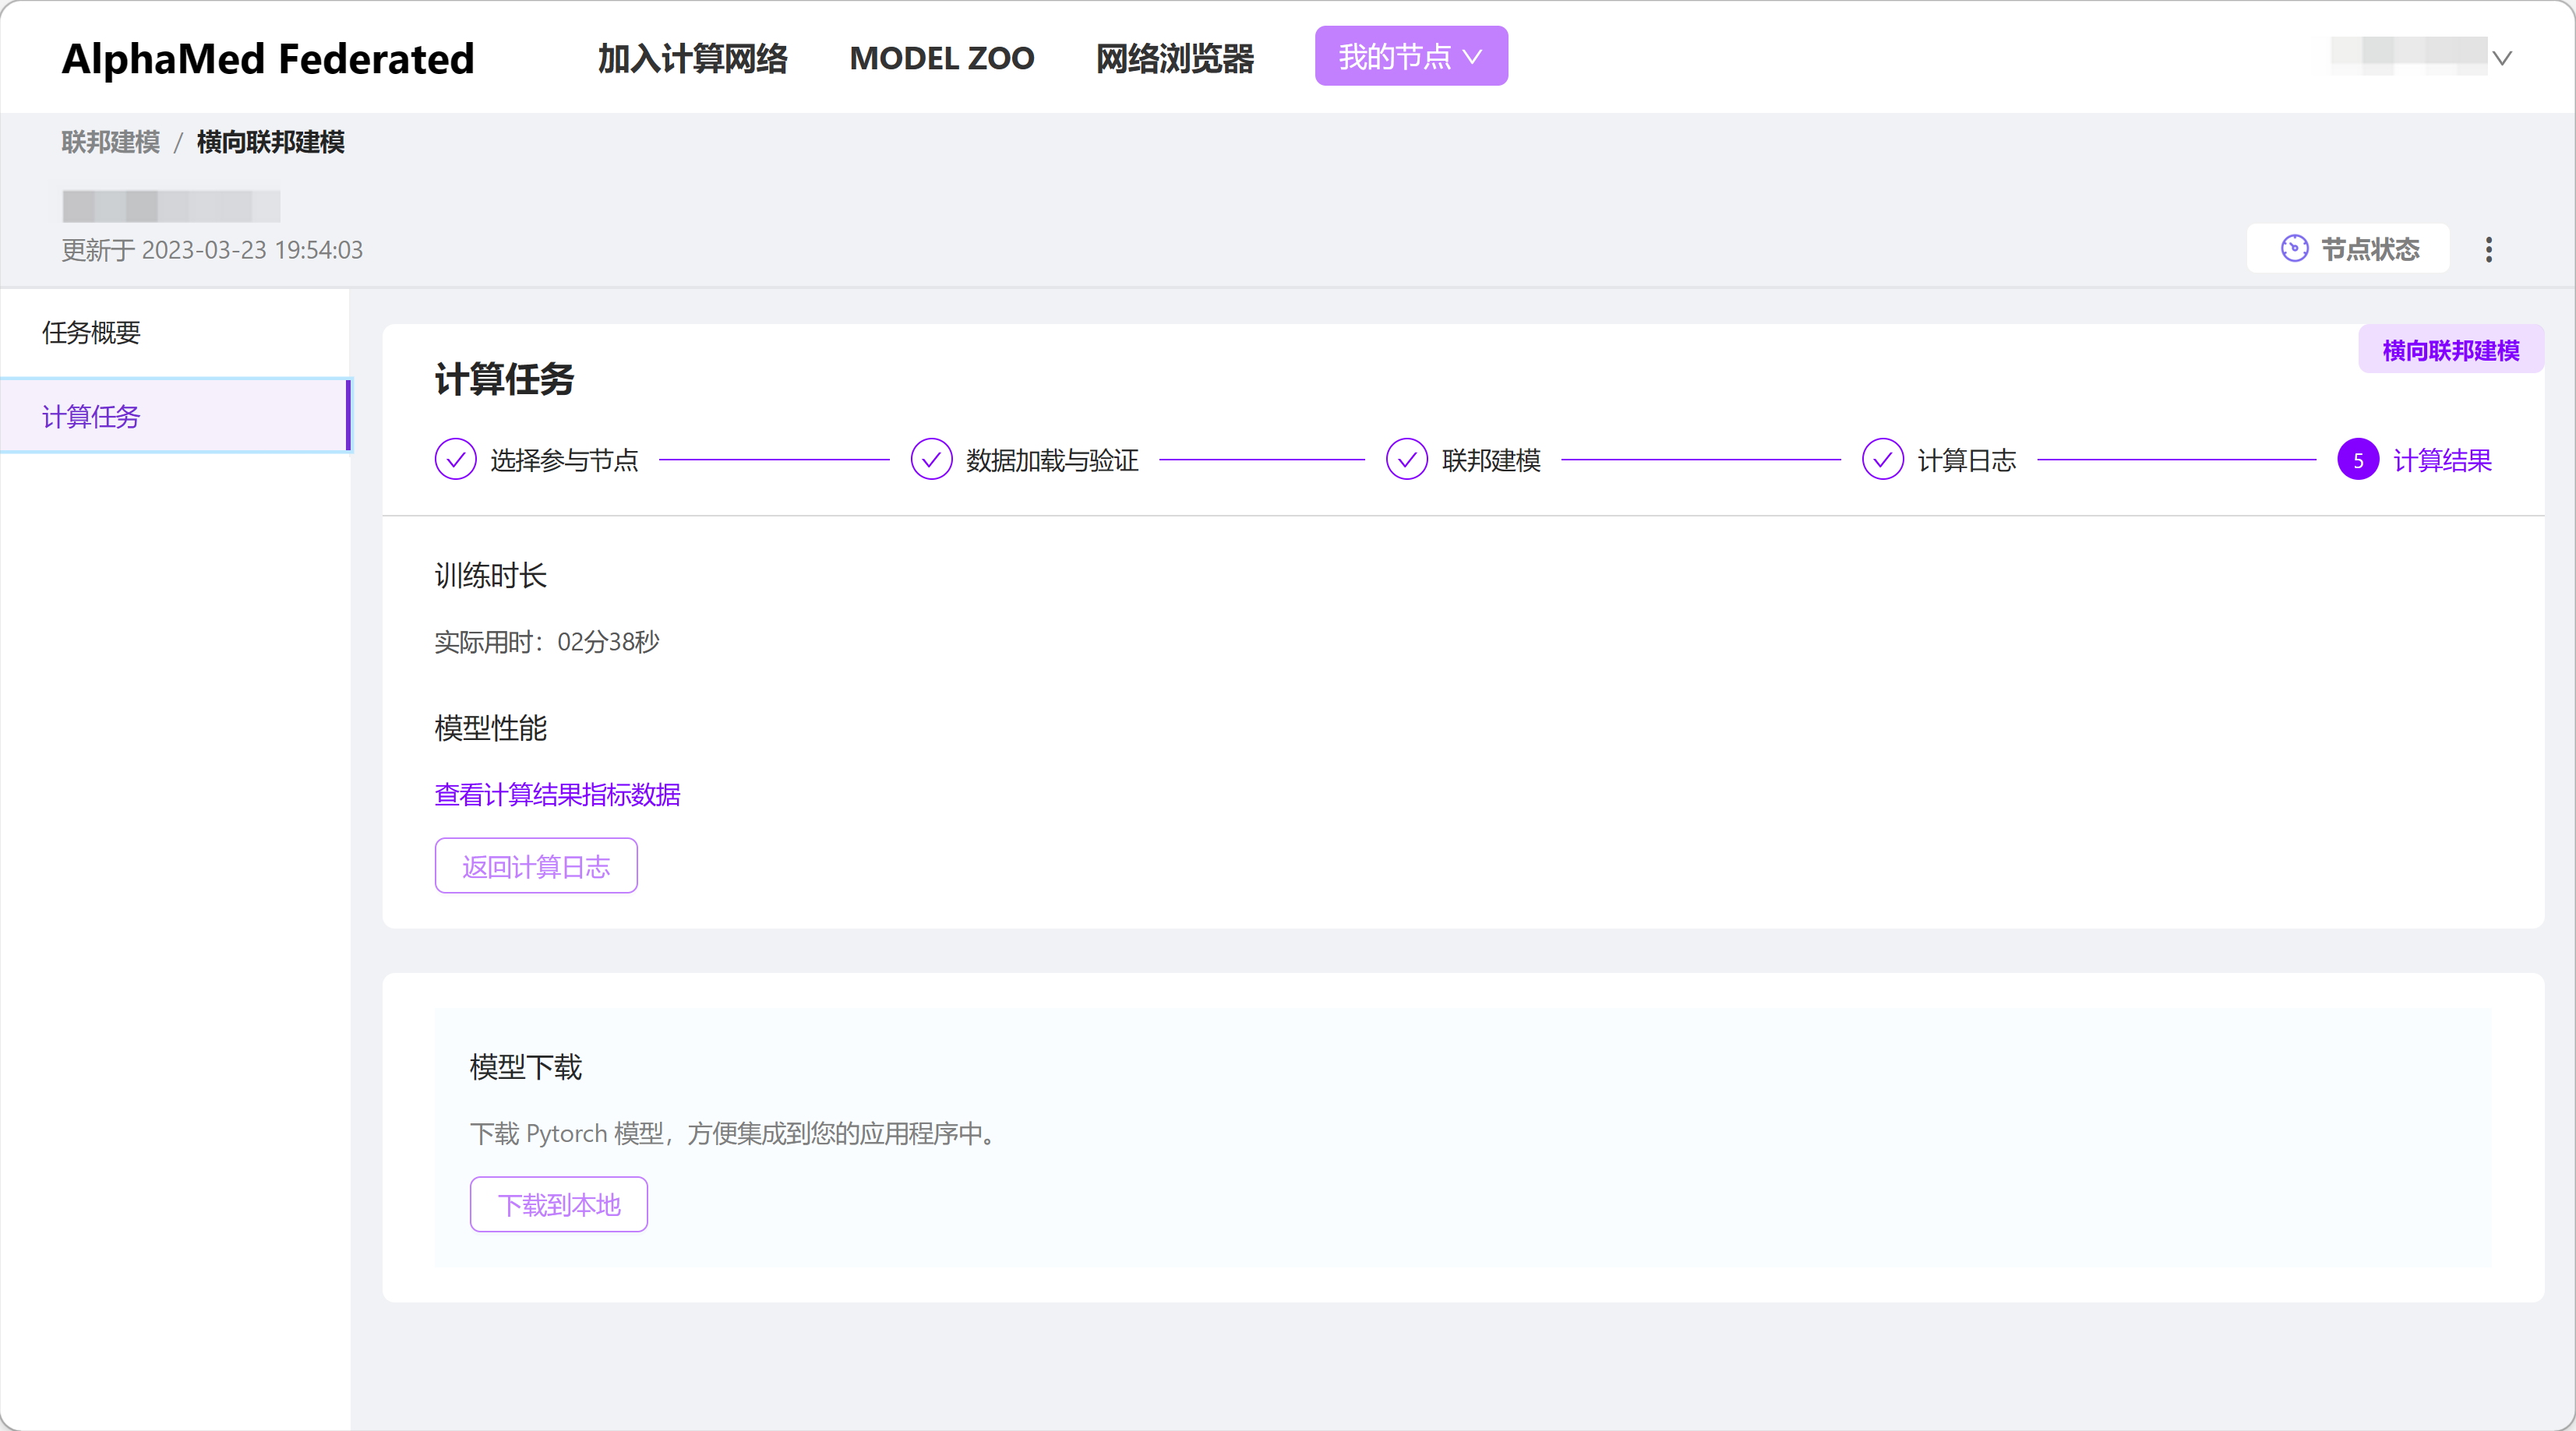 AlphaMed Federated
加入计算网络
MODEL ZOO
网络浏览器
我的节点
联邦建模 / 横向联邦建模
更新于 2023-03-23 19:54:03
节点状态
任务概要
计算任务
计算任务
横向联邦建模
选择参与节点
数据加载与验证
联邦建模
计算日志
5 计算结果
训练时长
实际用时：02分38秒
模型性能
查看计算结果指标数据
返回计算日志
模型下载
下载 Pytorch 模型，方便集成到您的应用程序中。
下载到本地